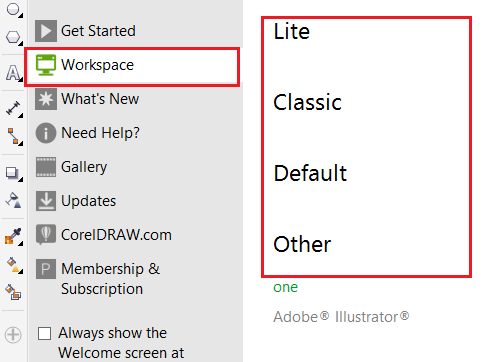 Get Started
Workspace
What's New
Need Help?
Gallery
Updates
CorelDRAW.com
Membership &
Subscription
Always show the
Welcome screen at
Lite
Classic
Default
Other
one
Adobe® Illustrator®